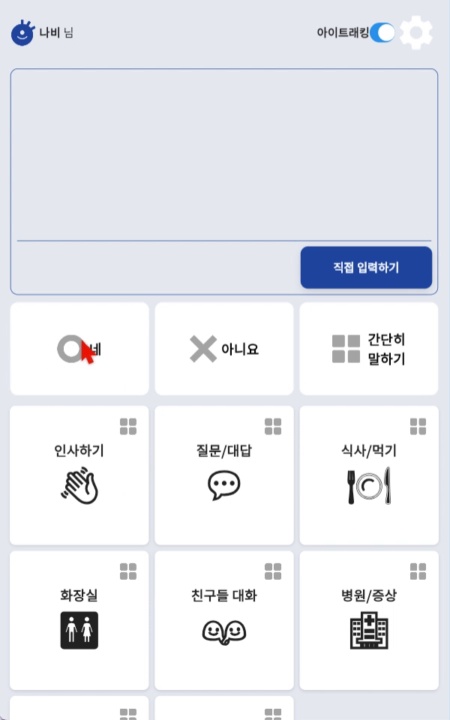 나비 님
아이트래킹
직접 입력하기
네
아니요
간단히
말하기
인사하기
질문/대답
식사/먹기
화장실
친구들 대화
병원/증상